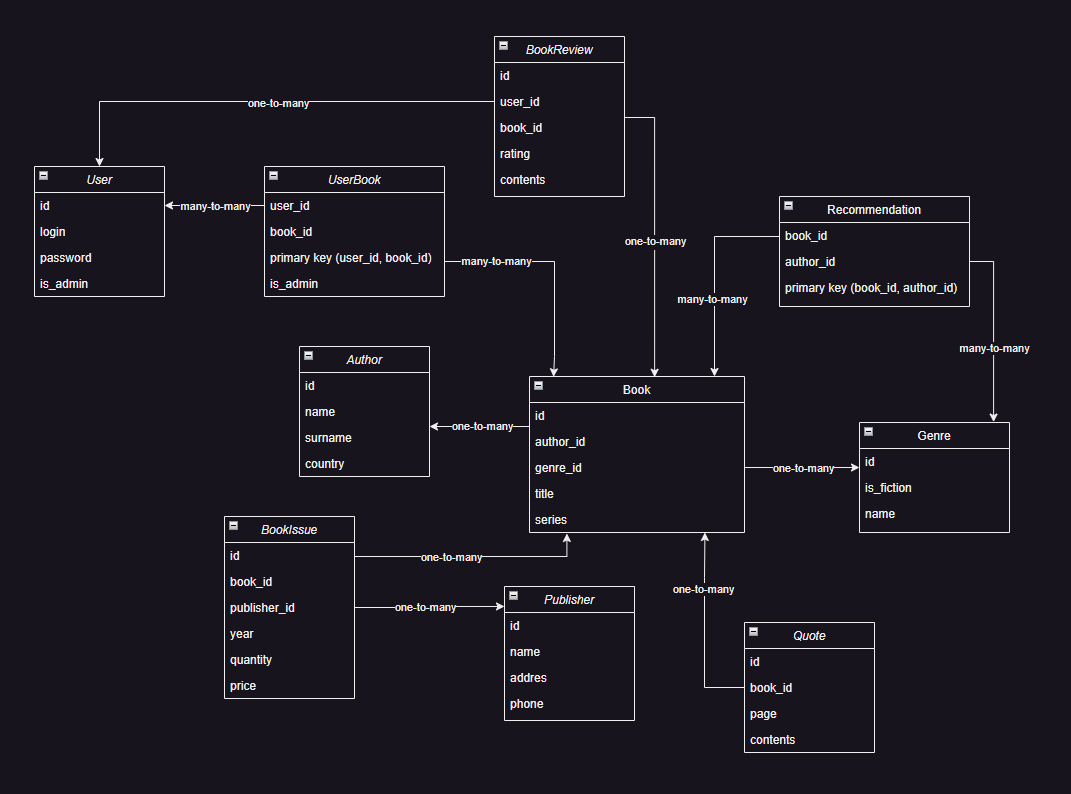 BookReview
id
user_id
book_id
rating
contents
one-to-many
User
id
login
password
is_admin
many-to-many
UserBook
user_id
book_id
primary key (user_id, book_id)
is_admin
many-to-many
one-to-many
Recommendation
book_id
author_id
primary key (book_id, author_id)
many-to-many
many-to-many
Author
id
name
surname
country
one-to-many
Book
id
author_id
genre_id
title
series
one-to-many
Genre
id
is_fiction
name
BookIssue
id
book_id
publisher_id
year
quantity
price
one-to-many
one-to-many
Publisher
id
name
addres
phone
one-to-many
Quote
id
book_id
page
contents